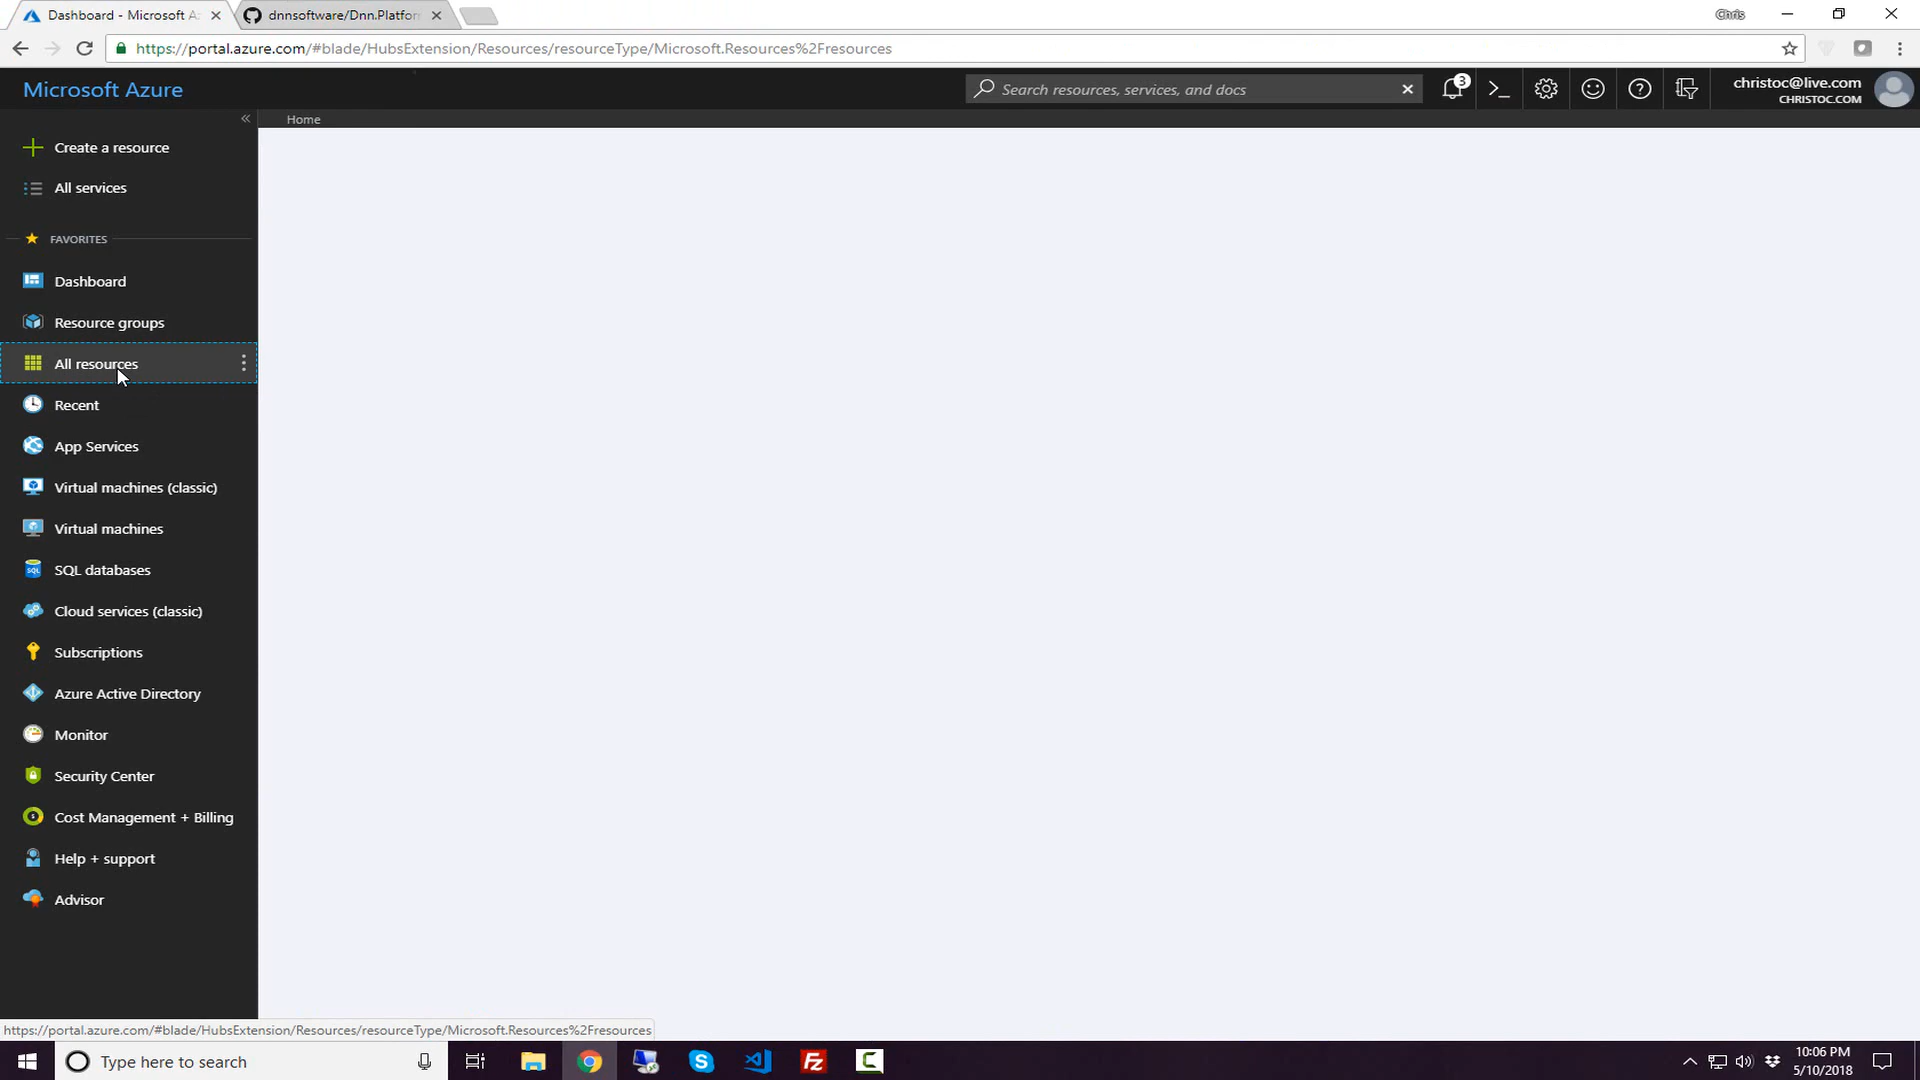 Dashboard - Microsoft A
dnnsoftware/Dnn.Platfor
Chris
https://portal.azure.com/#blade/HubsExtension/Resources/resourceType/Microsoft.Resources%2Fresources
Microsoft Azure
Search resources, services, and docs
3
christoc@live.com
CHRISTOC.COM
Home
Create a resource
All services
FAVORITES
Dashboard
Resource groups
All resources
Recent
App Services
Virtual machines (classic)
Virtual machines
SQL databases
Cloud services (classic)
Subscriptions
Azure Active Directory
Monitor
Security Center
Cost Management + Billing
Help + support
Advisor
https://portal.azure.com/#blade/HubsExtension/Resources/resourceType/Microsoft.Resources%2Fresources
Type here to search
10:06 PM
5/10/2018